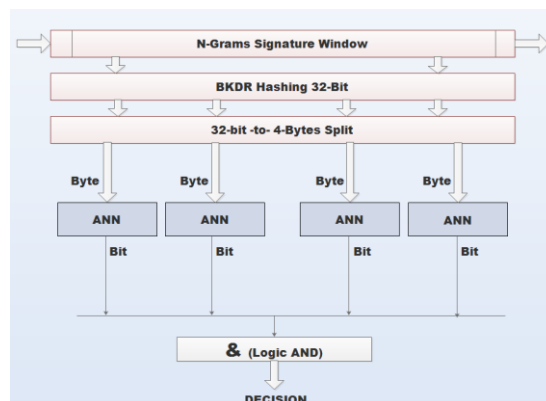 N-Grams Signature Window
BKDR Hashing 32-Bit
32-bit -to- 4-Bytes Split
Byte Byte Byte Byte
ANN ANN ANN ANN
Bit Bit Bit Bit
& (Logic AND)
DECISION